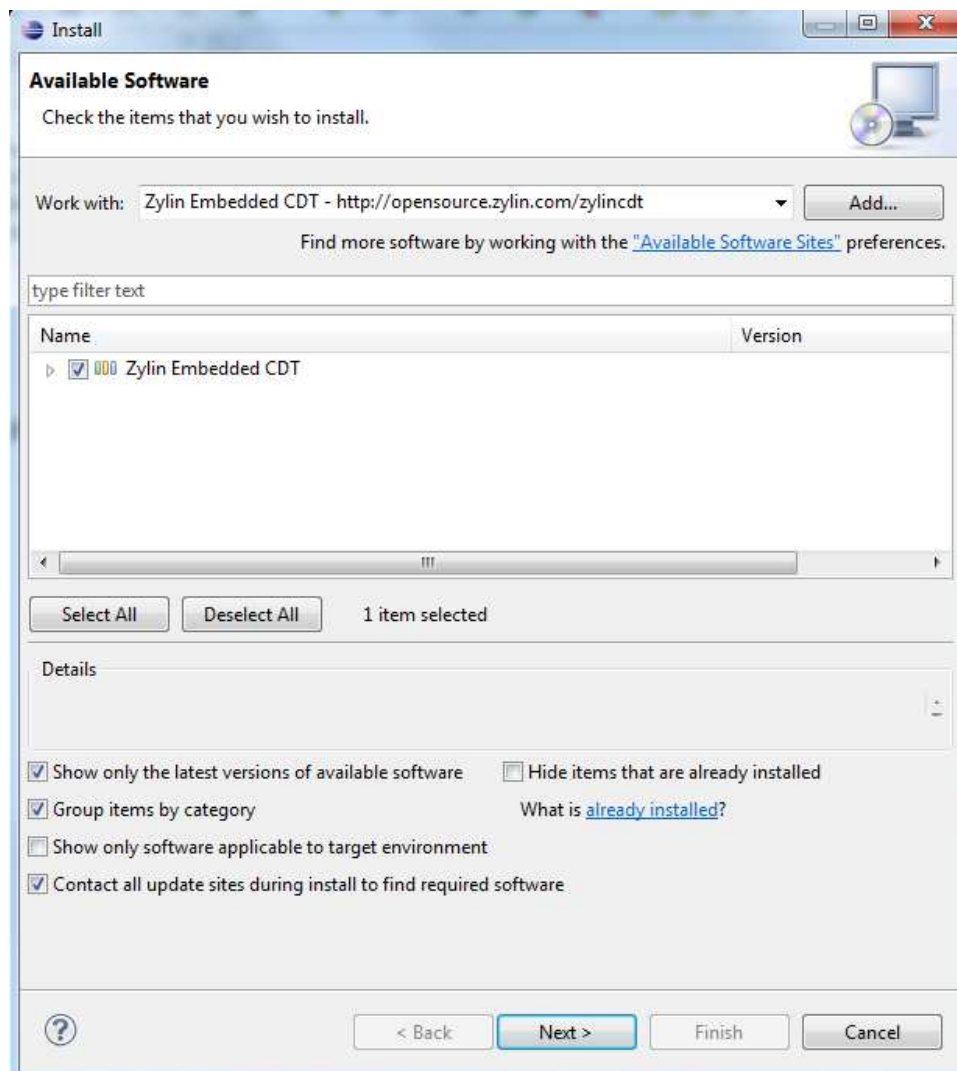 Install
Available Software
Check the items that you wish to install.
Work with: Zylin Embedded CDT - http://opensource.zylin.com/zylincdt Add...
Find more software by working with the "Available Software Sites" preferences.
type filter text
Name Version
Zylin Embedded CDT
Select All Deselect All 1 item selected
Details
Show only the latest versions of available software Hide items that are already installed
Group items by category What is already installed?
Show only software applicable to target environment
Contact all update sites during install to find required software
? < Back Next > Finish Cancel